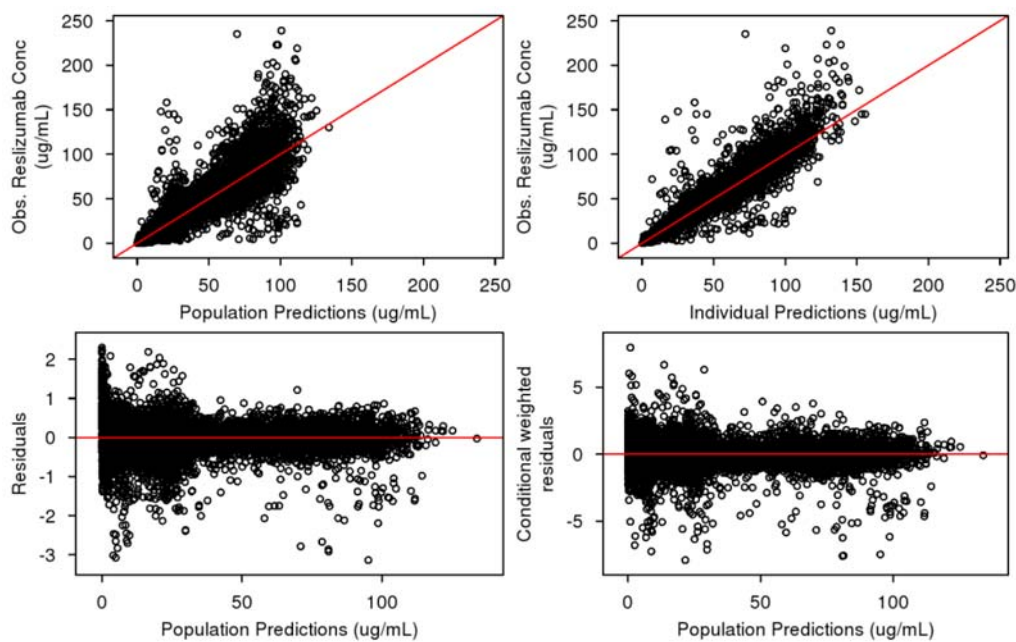 250
200
150
100
50
0
Obs. Reslizumab Conc
(ug/mL)
0 50 100 150 200 250
Population Predictions (ug/mL)
250
200
150
100
50
0
Obs. Reslizumab Conc
(ug/mL)
0 50 100 150 200 250
Individual Predictions (ug/mL)
2
1
0
-1
-2
-3
Residuals
0 50 100
Population Predictions (ug/mL)
5
0
-5
Conditional weighted
residuals
0 50 100
Population Predictions (ug/mL)